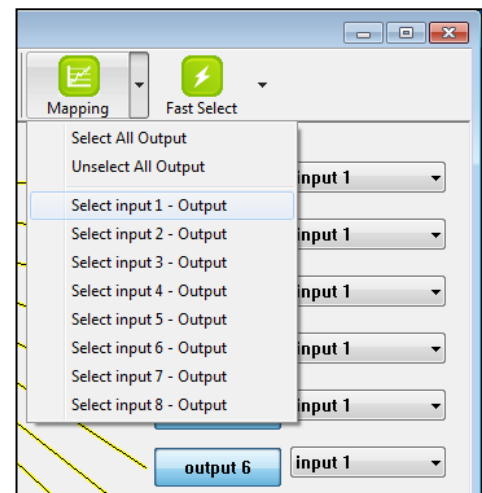 Mapping
Fast Select
Select All Output
Unselect All Output
Select input 1 - Output
Select input 2 - Output
Select input 3 - Output
Select input 4 - Output
Select input 5 - Output
Select input 6 - Output
Select input 7 - Output
Select input 8 - Output
input 1
input 1
input 1
input 1
input 1
output 6
input 1